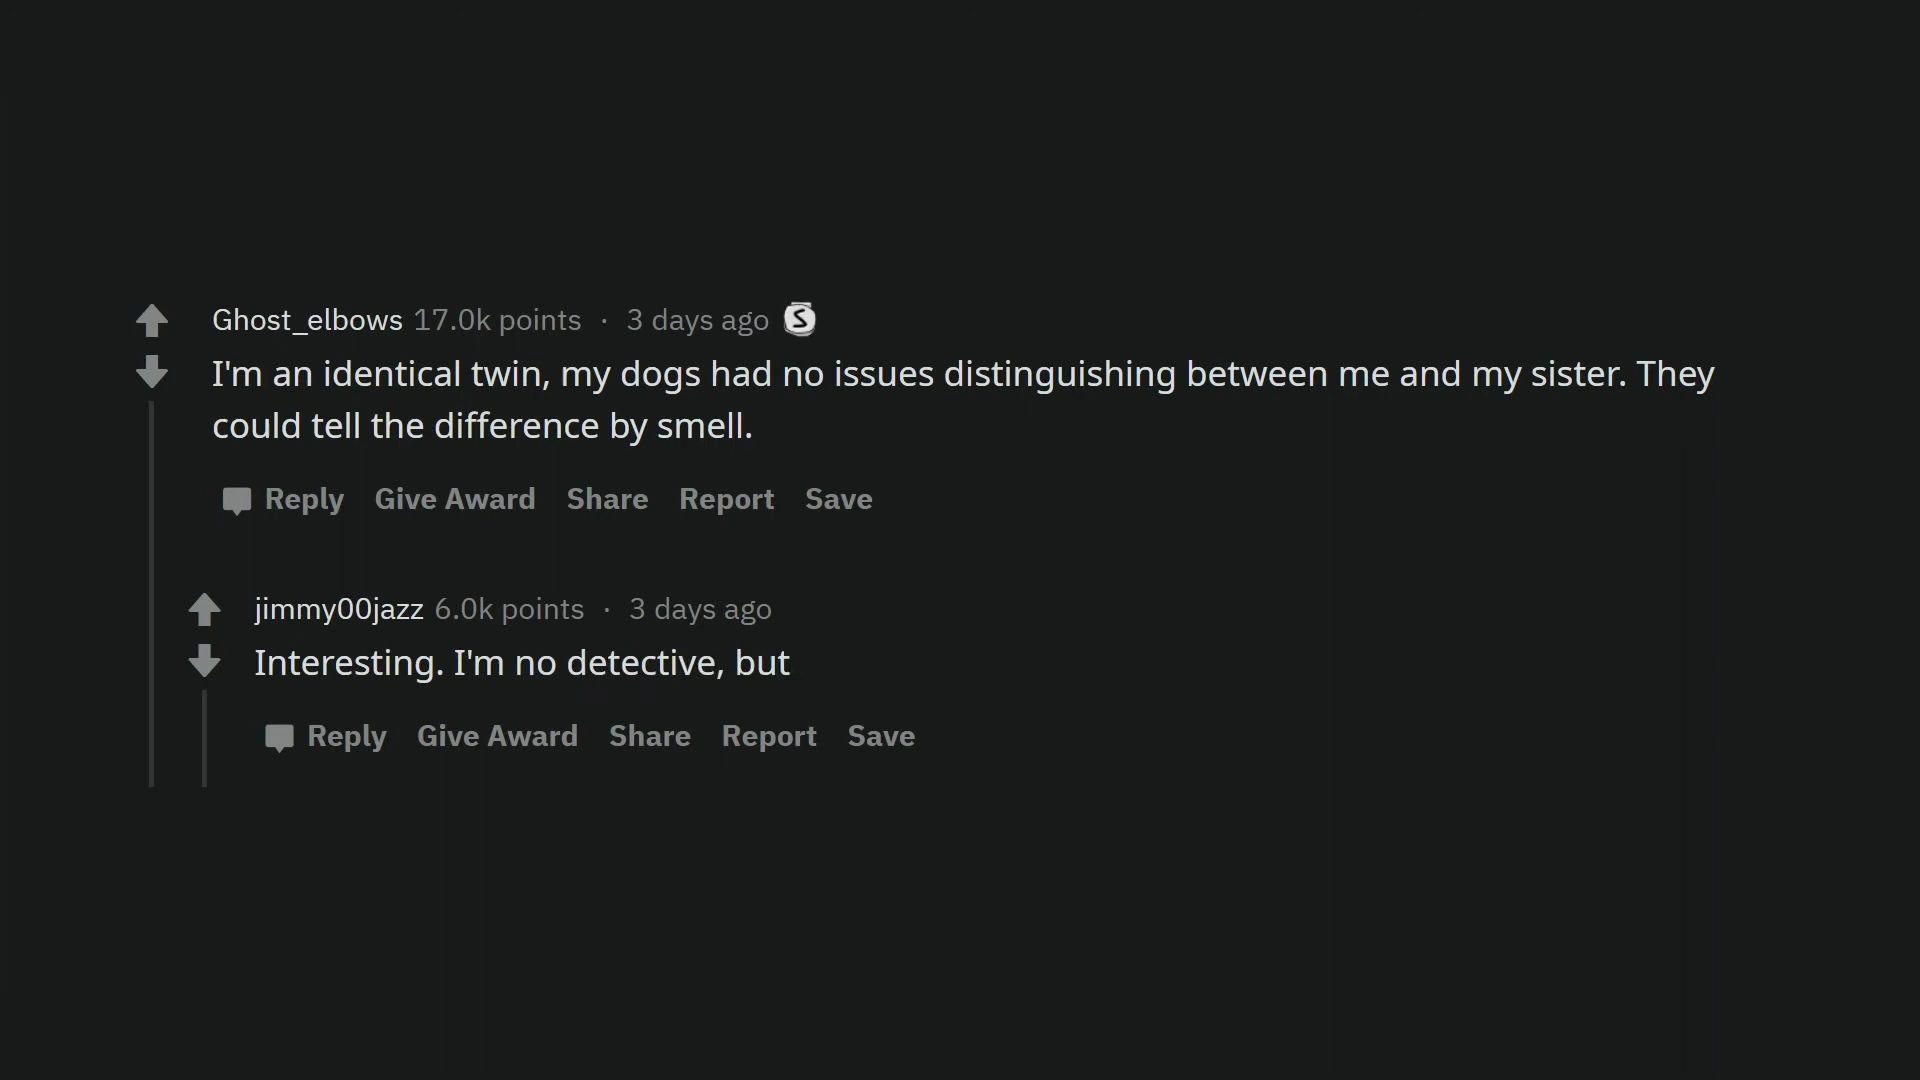 Ghost_elbows 17.0k points · 3 days ago S
I'm an identical twin, my dogs had no issues distinguishing between me and my sister. They
could tell the difference by smell.
Reply Give Award Share Report Save
jimmy00jazz 6.0k points · 3 days ago
Interesting. I'm no detective, but
Reply Give Award Share Report Save